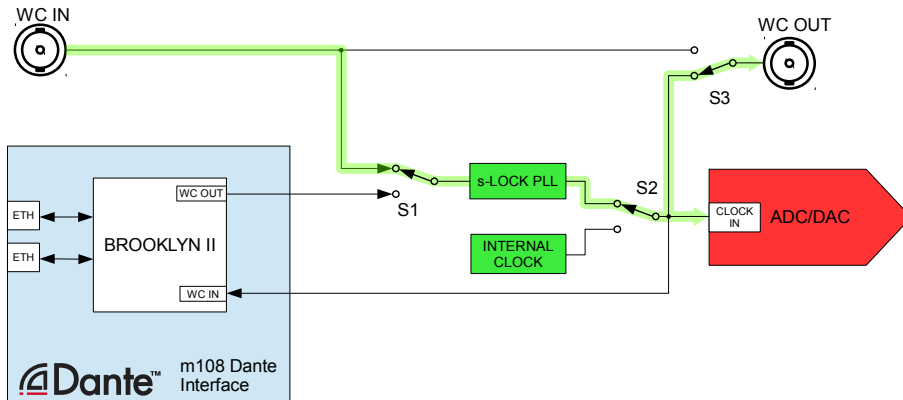 WC IN
WC OUT
S3
S1
s-LOCK PLL
S2
INTERNAL
CLOCK
CLOCK
IN
ADC/DAC
ETH
ETH
WC OUT
BROOKLYN II
WC IN
Dante™
m108 Dante
Interface